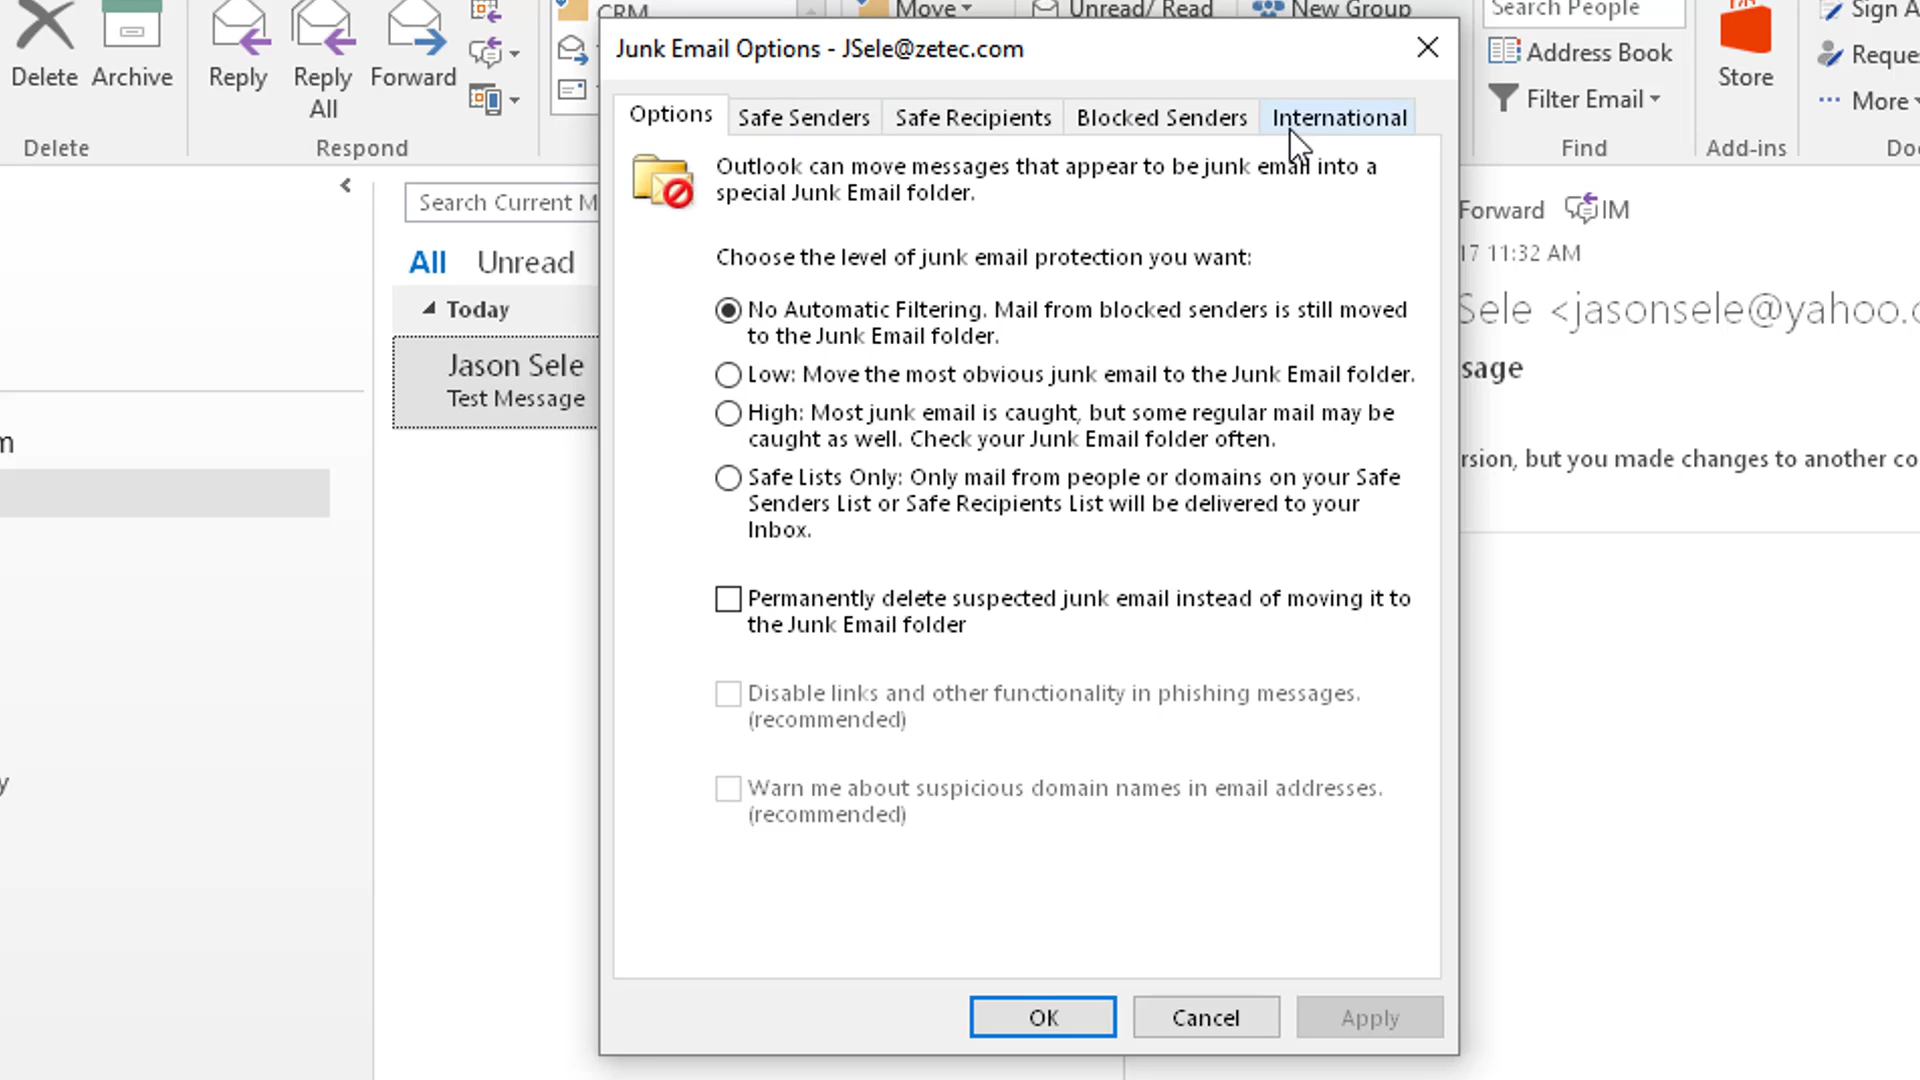 CRM
Move
Unread/ Read
New Group
Search People
Sign A
Delete
Archive
Reply
Reply
All
Forward
Address Book
Filter Email
Store
Reque
More
Delete
Respond
Find
Add-ins
Do
Junk Email Options - JSele@zetec.com
Options
Safe Senders
Safe Recipients
Blocked Senders
International
Outlook can move messages that appear to be junk email into a
special Junk Email folder.
Choose the level of junk email protection you want:
No Automatic Filtering. Mail from blocked senders is still moved
to the Junk Email folder.
Low: Move the most obvious junk email to the Junk Email folder.
High: Most junk email is caught, but some regular mail may be
caught as well. Check your Junk Email folder often.
Safe Lists Only: Only mail from people or domains on your Safe
Senders List or Safe Recipients List will be delivered to your
Inbox.
Permanently delete suspected junk email instead of moving it to
the Junk Email folder
Disable links and other functionality in phishing messages.
(recommended)
Warn me about suspicious domain names in email addresses.
(recommended)
OK
Cancel
Apply
Search Current M
All
Unread
Today
Jason Sele
Test Message
m
y
Forward
IM
17 11:32 AM
Sele <jasonsele@yahoo.c
sage
rsion, but you made changes to another co